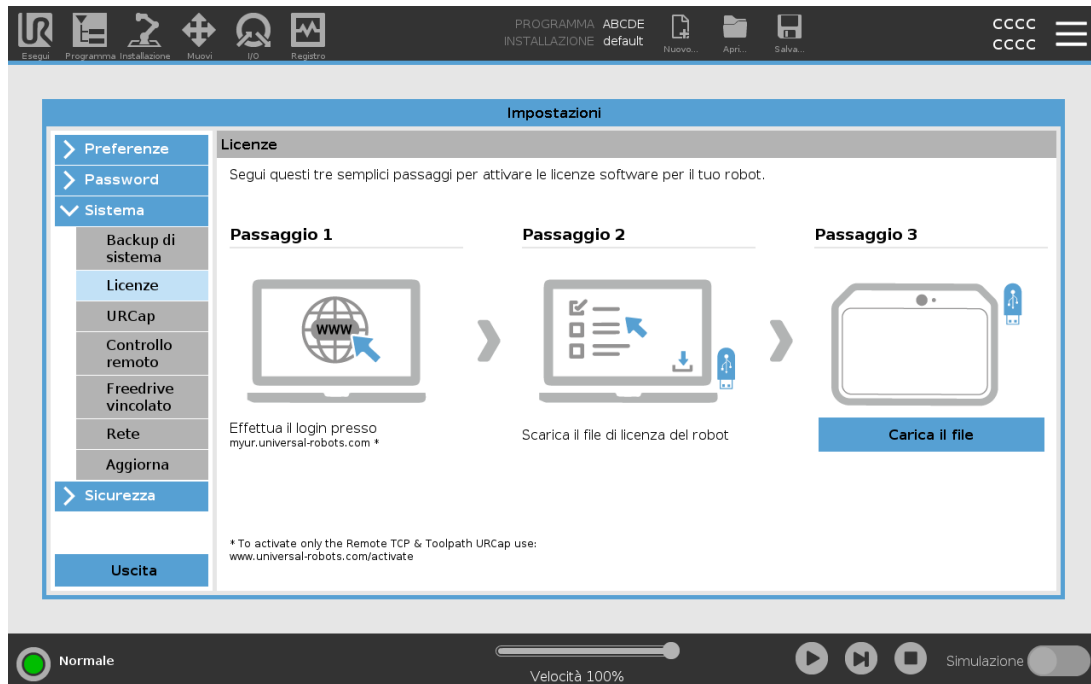 PROGRAMMA ABCDE
INSTALLAZIONE default
Esegui
Programma
Installazione
Muovi
I/O
Registro
Nuovo...
Apri...
Salva...
CCCC
CCCC
Impostazioni
Preferenze
Password
Sistema
Backup di
sistema
Licenze
URCap
Controllo
remoto
Freedrive
vincolato
Rete
Aggiorna
Sicurezza
Uscita
Licenze
Segui questi tre semplici passaggi per attivare le licenze software per il tuo robot.
Passaggio 1
www
Effettua il login presso
myur.universal-robots.com *
Passaggio 2
Scarica il file di licenza del robot
Passaggio 3
Carica il file
* To activate only the Remote TCP & Toolpath URCap use:
www.universal-robots.com/activate
Normale
Velocità 100%
Simulazione